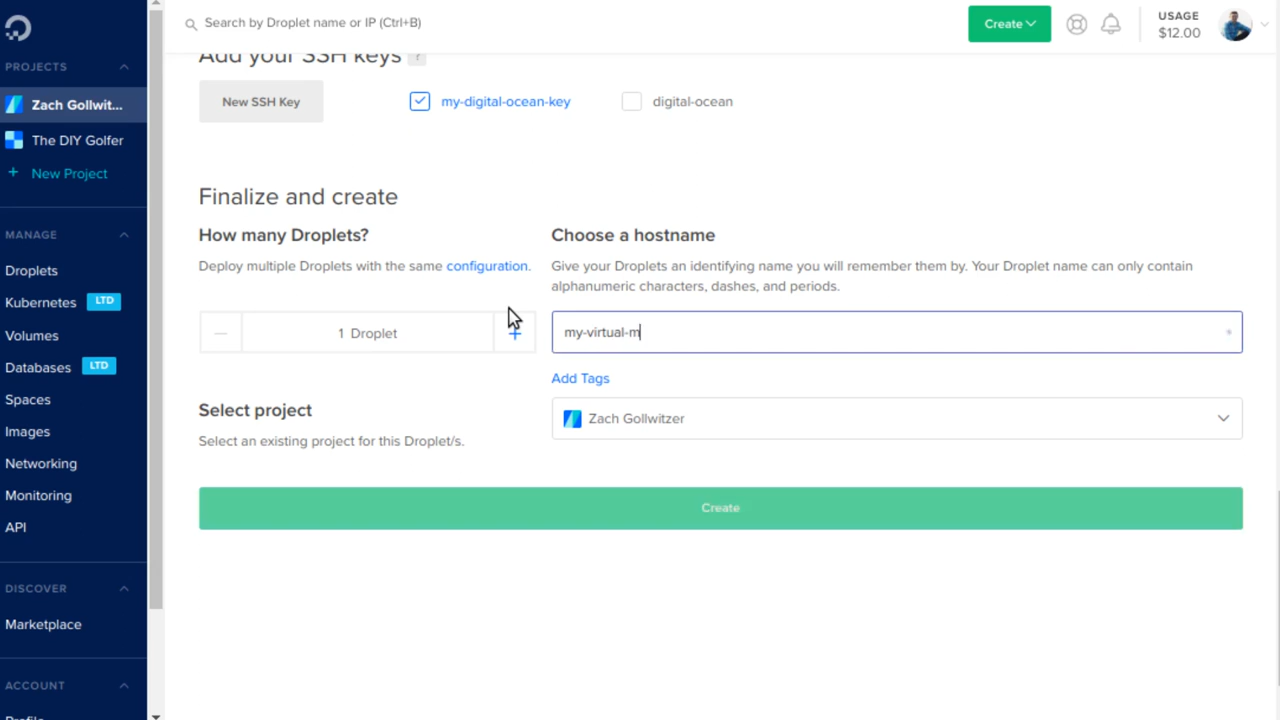 Search by Droplet name or IP (Ctrl+B)
Create
USAGE
$12.00
PROJECTS
Zach Gollwit...
The DIY Golfer
+ New Project
MANAGE
Droplets
Kubernetes LTD
Volumes
Databases LTD
Spaces
Images
Networking
Monitoring
API
DISCOVER
Marketplace
ACCOUNT
Profile
Add your SSH keys ?
New SSH Key
my-digital-ocean-key
digital-ocean
Finalize and create
How many Droplets?
Deploy multiple Droplets with the same configuration.
1 Droplet
Choose a hostname
Give your Droplets an identifying name you will remember them by. Your Droplet name can only contain
alphanumeric characters, dashes, and periods.
my-virtual-m
Add Tags
Select project
Select an existing project for this Droplet/s.
Zach Gollwitzer
Create